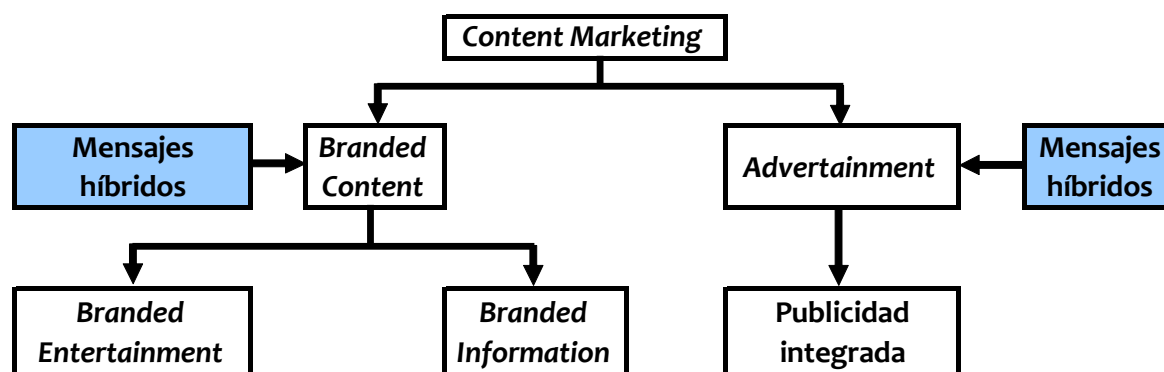 Content Marketing
Mensajes
híbridos
Branded
Content
Advertainment
Mensajes
híbridos
Branded
Entertainment
Branded
Information
Publicidad
integrada